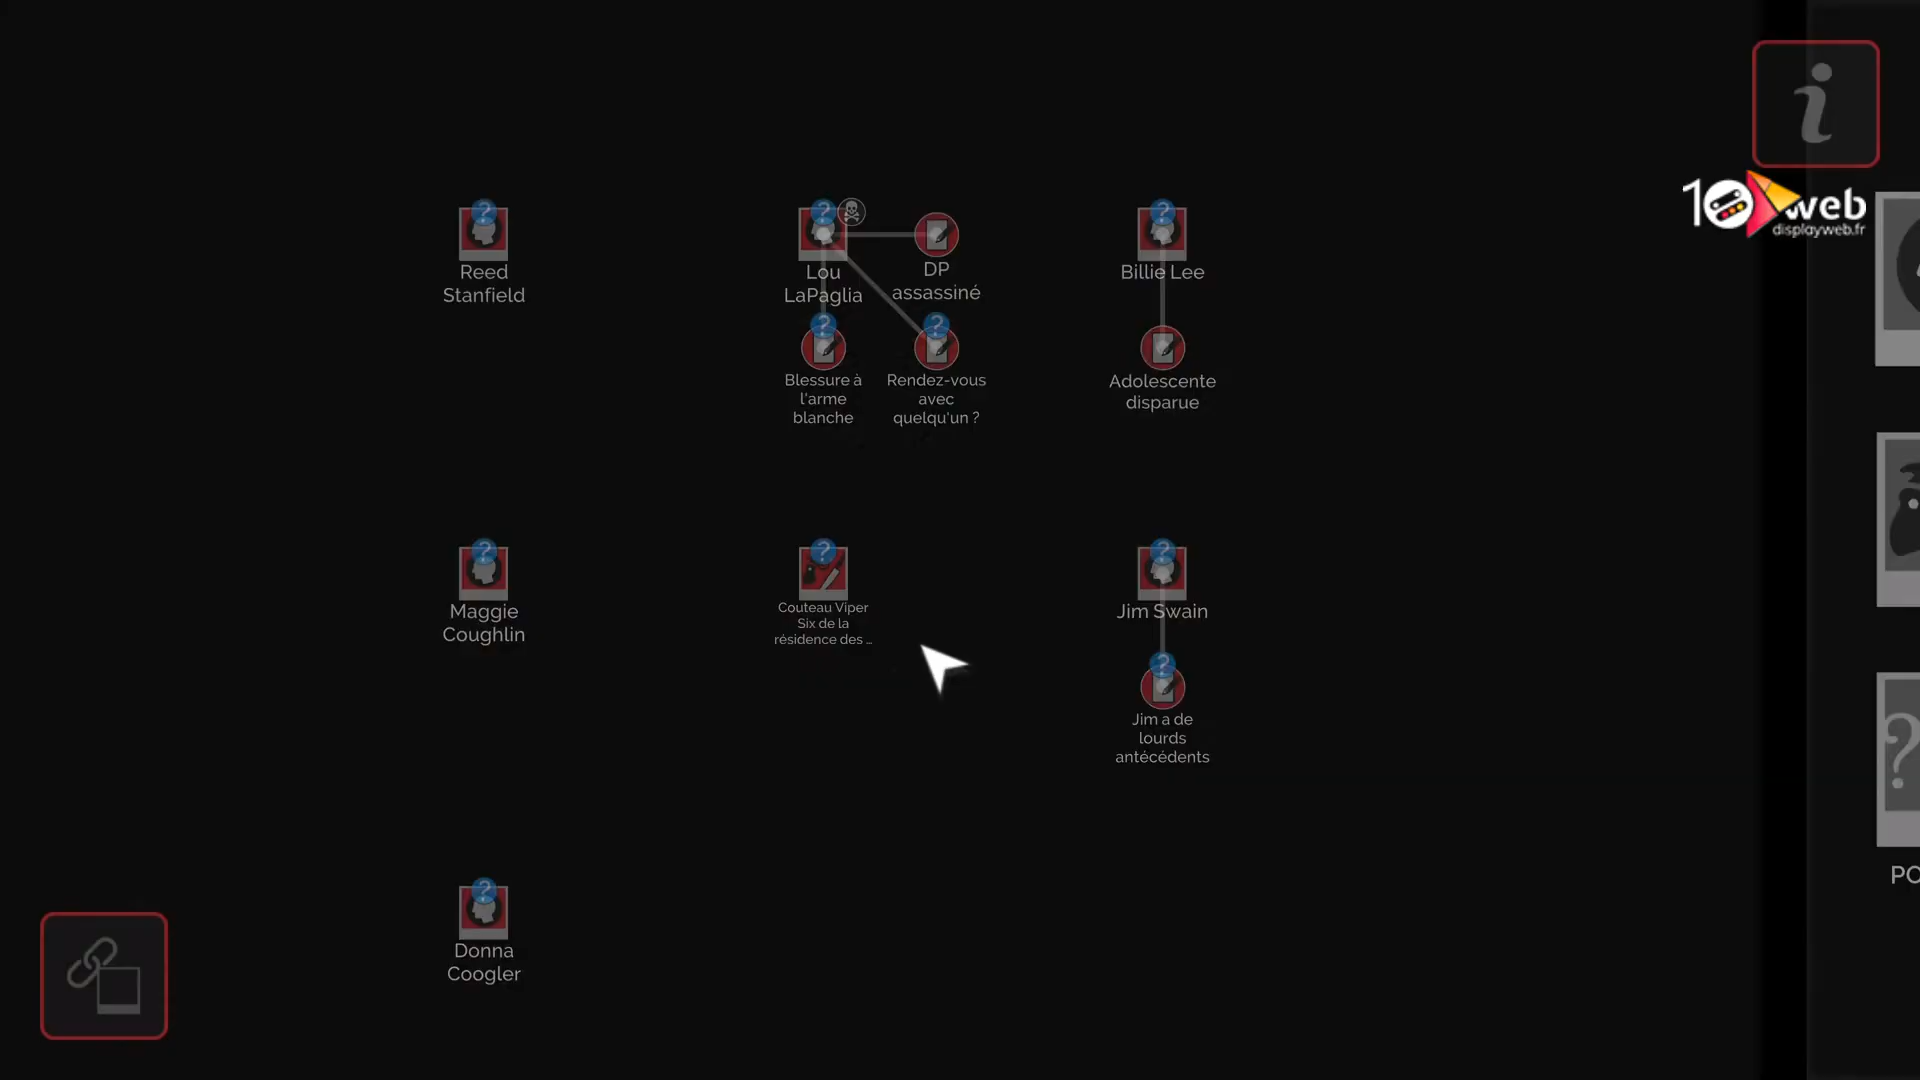 10 web
displayweb.fr
Reed
Stanfield
Lou
LaPaglia
DP
assassiné
Billie Lee
Blessure à
l'arme
blanche
Rendez-vous
avec
quelqu'un ?
Adolescente
disparue
Maggie
Coughlin
Couteau Viper
Six de la
résidence des ...
Jim Swain
Jim a de
lourds
antécédents
PO
Donna
Coogler